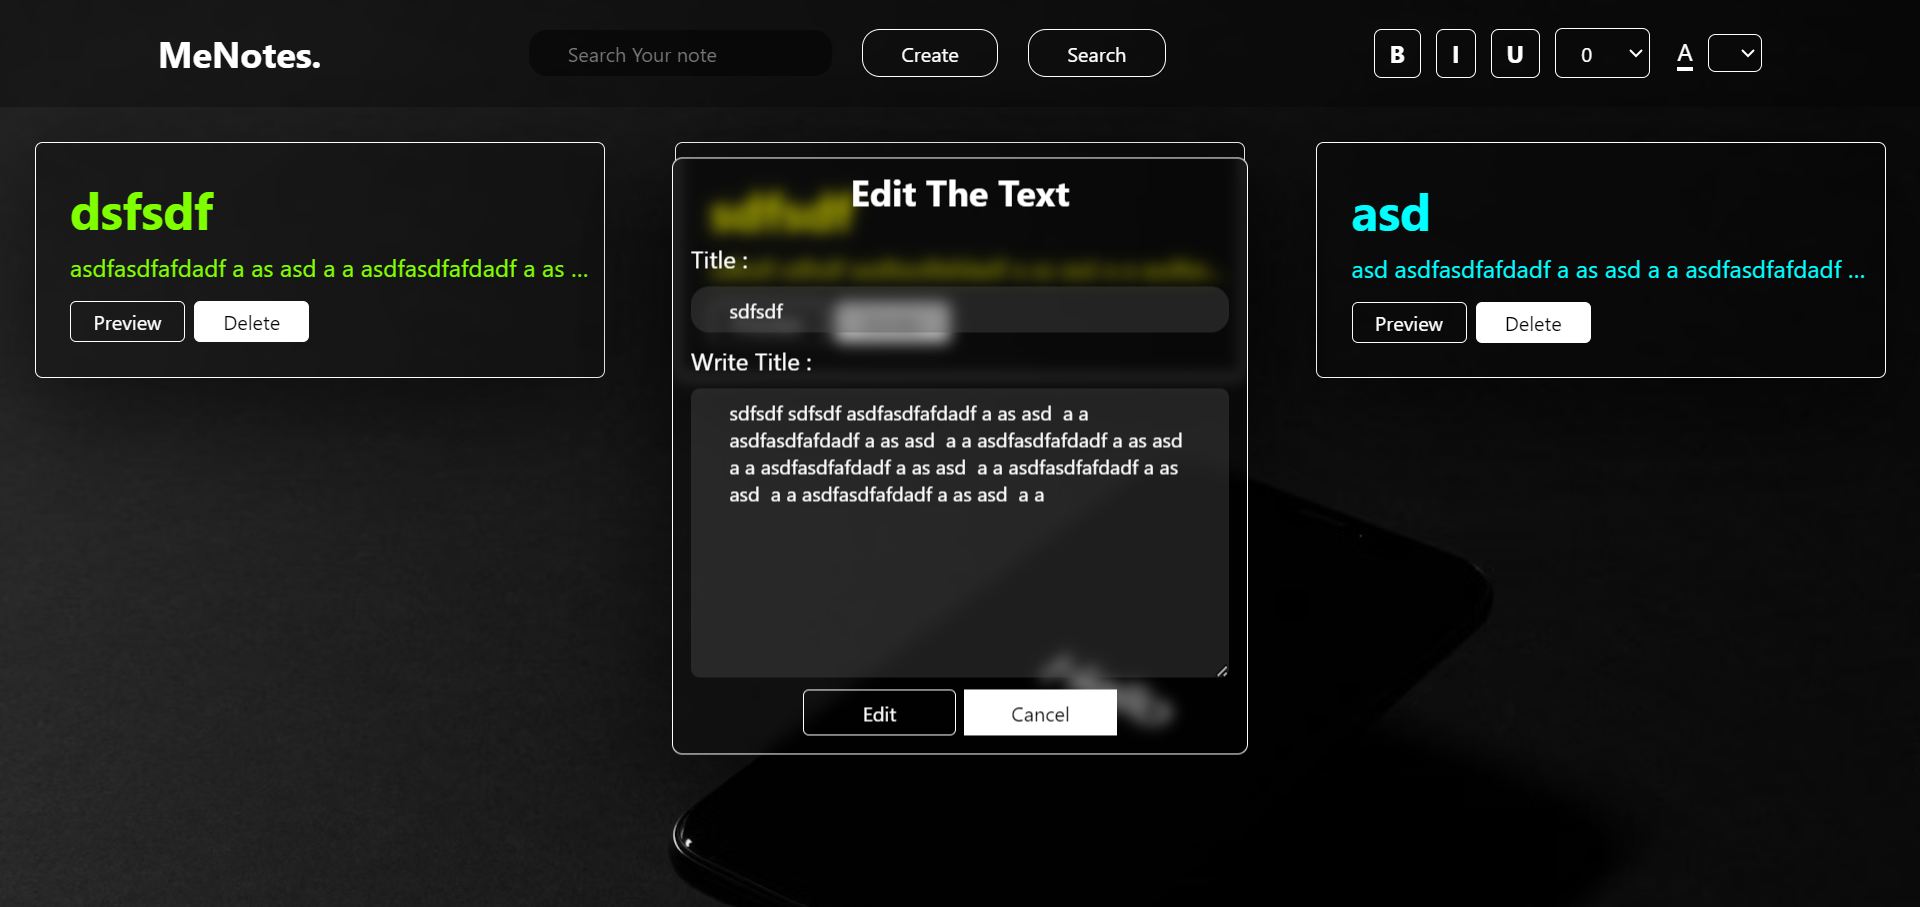 MeNotes.
Search Your note
Create
Search
B
I
U
0
A
dsfsdf
asdfasdfafdadf a as asd a a asdfasdfafdadf a as ...
Preview
Delete
sdfsdf
Edit The Text
Title :
sdfsdf
Write Title :
sdfsdf sdfsdf asdfasdfafdadf a as asd  a a
asdfasdfafdadf a as asd  a a asdfasdfafdadf a as asd
a a asdfasdfafdadf a as asd  a a asdfasdfafdadf a as
asd  a a asdfasdfafdadf a as asd  a a
Edit
Cancel
asd
asd asdfasdfafdadf a as asd a a asdfasdfafdadf ...
Preview
Delete